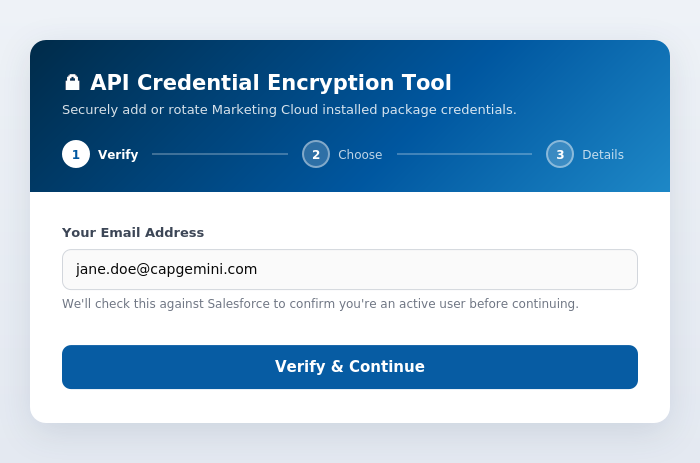 API Credential Encryption Tool
Securely add or rotate Marketing Cloud installed package credentials.
1 Verify 2 Choose 3 Details
Your Email Address
jane.doe@capgemini.com
We'll check this against Salesforce to confirm you're an active user before continuing.
Verify & Continue